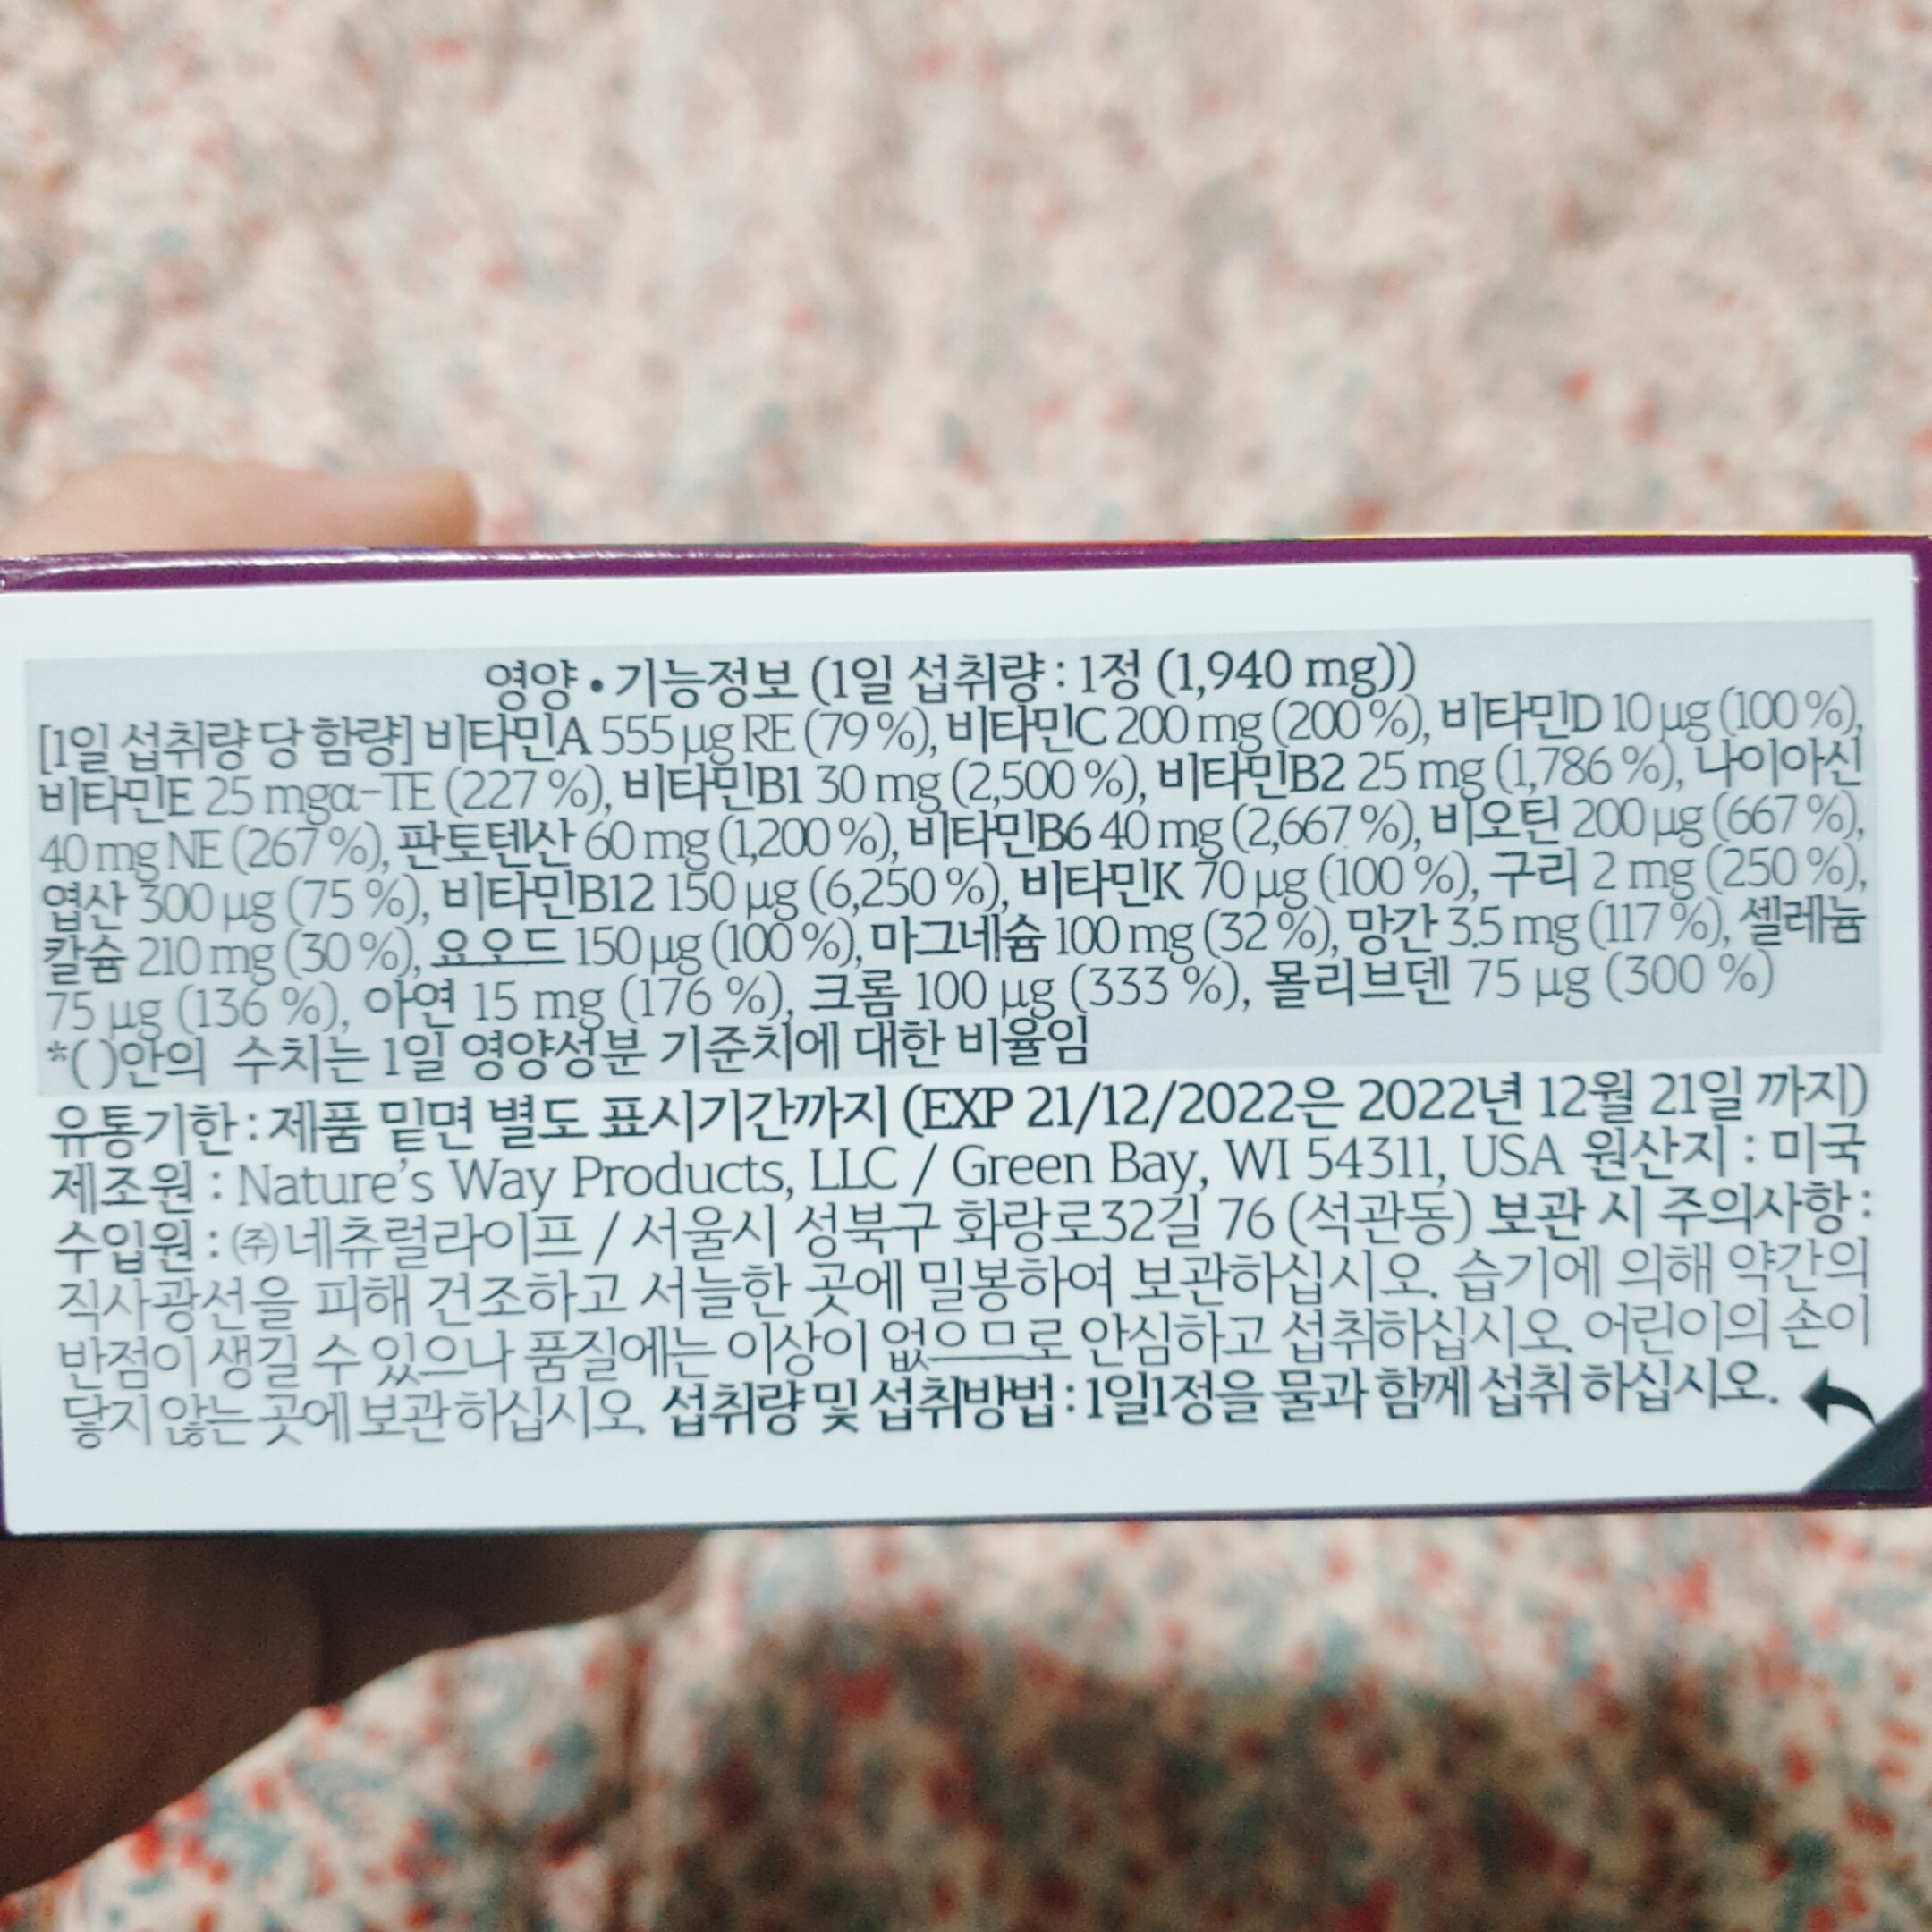 영양 • 기능정보 (1일 섭취량 : 1정 (1,940 mg))
[1일 섭취량 당 함량] 비타민A 555 µg RE (79 %), 비타민C 200 mg (200 %), 비타민D 10 µg (100 %),
비타민E 25 mgα-TE (227 %), 비타민B1 30 mg (2,500 %), 비타민B2 25 mg (1,786 %), 나이아신
40 mg NE (267 %), 판토텐산 60 mg (1,200 %), 비타민B6 40 mg (2,667 %), 비오틴 200 µg (667 %),
엽산 300 µg (75 %), 비타민B12 150 µg (6,250 %), 비타민K 70 µg (100 %), 구리 2 mg (250 %),
칼슘 210 mg (30 %), 요오드 150 µg (100 %), 마그네슘 100 mg (32 %), 망간 3.5 mg (117 %), 셀레늄
75 µg (136 %), 아연 15 mg (176 %), 크롬 100 µg (333 %), 몰리브덴 75 µg (300 %)
*( )안의 수치는 1일 영양성분 기준치에 대한 비율임
유통기한 : 제품 밑면 별도 표시기간까지 (EXP 21/12/2022은 2022년 12월 21일 까지)
제조원 : Nature's Way Products, LLC / Green Bay, WI 54311, USA 원산지 : 미국
수입원 : ㈜네츄럴라이프 / 서울시 성북구 화랑로32길 76 (석관동) 보관 시 주의사항 :
직사광선을 피해 건조하고 서늘한 곳에 밀봉하여 보관하십시오. 습기에 의해 약간의
반점이 생길 수 있으나 품질에는 이상이 없으므로 안심하고 섭취하십시오. 어린이의 손이
닿지 않는 곳에 보관하십시오. 섭취량 및 섭취방법 : 1일1정을 물과 함께 섭취 하십시오.